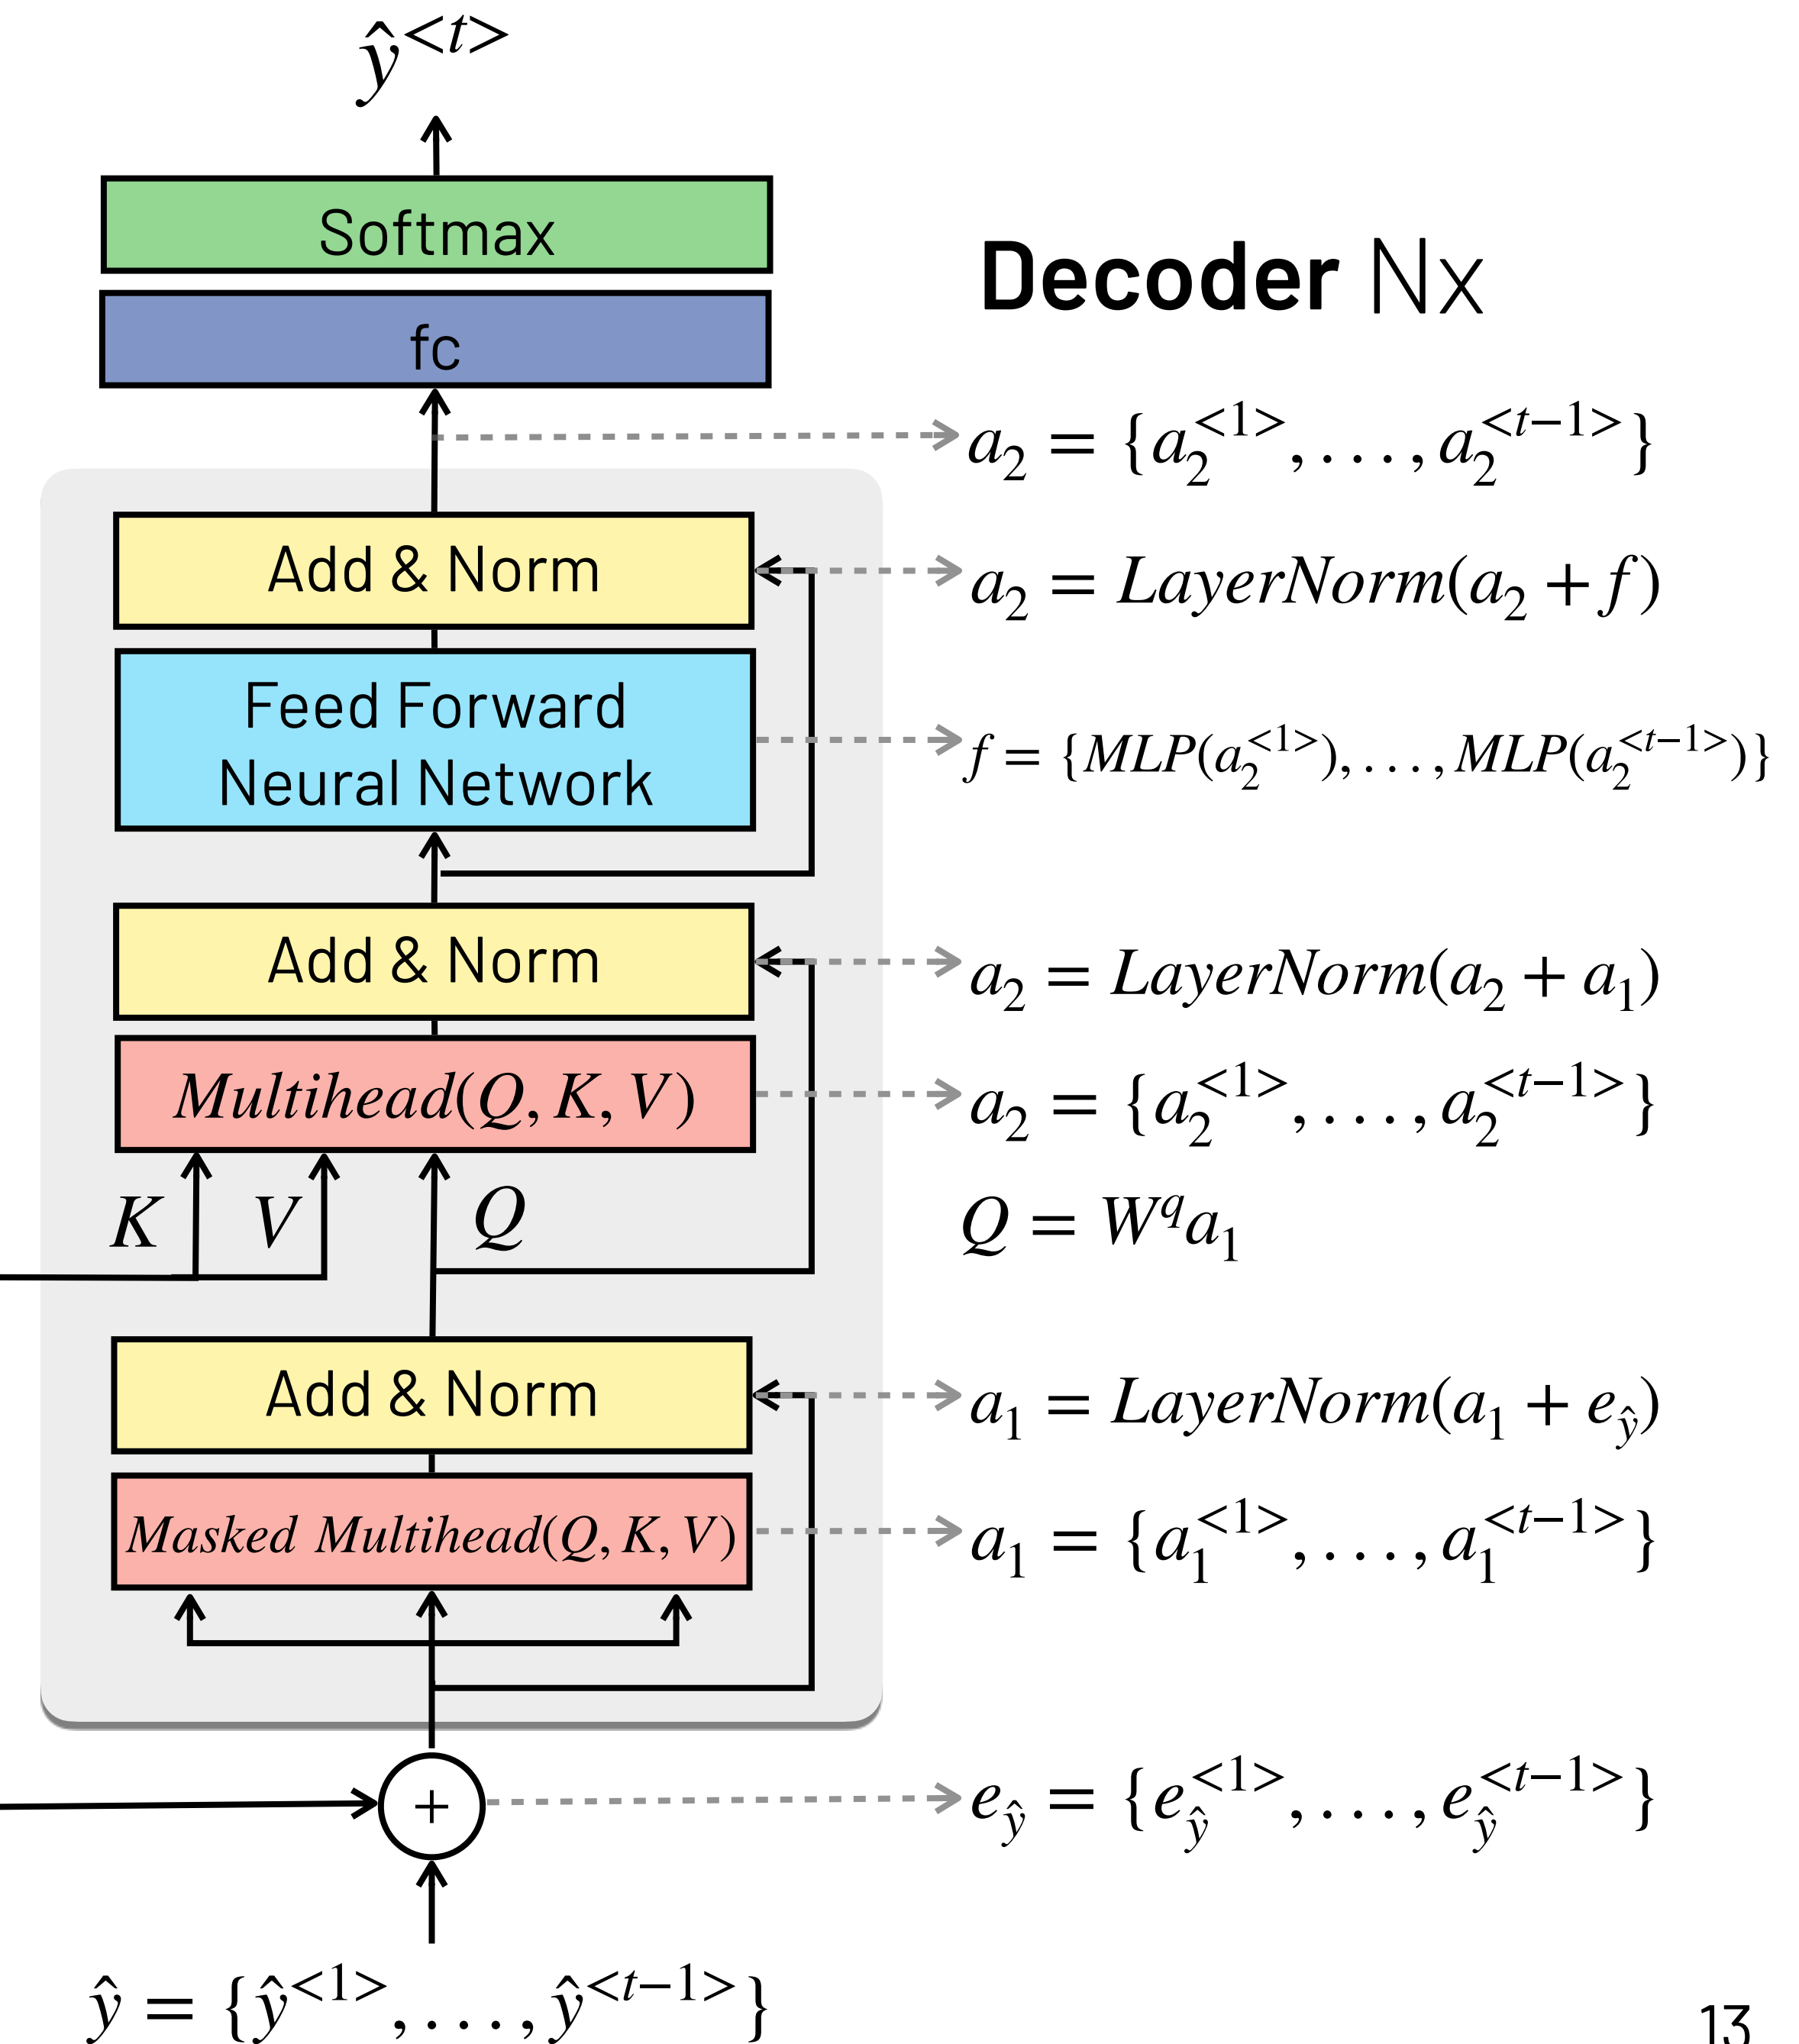 ŷ^{<t>}
Softmax
Decoder Nx
fc
a₂ = {a₂^{<1>}, . . . , a₂^{<t−1>}}
Add & Norm
a₂ = LayerNorm(a₂ + f)
Feed Forward
Neural Network
f = {MLP(a₂^{<1>}), . . . , MLP(a₂^{<t−1>})}
Add & Norm
a₂ = LayerNorm(a₂ + a₁)
Multihead(Q, K, V)
a₂ = {a₂^{<1>}, . . . , a₂^{<t−1>}}
K V Q
Q = W^q a₁
Add & Norm
a₁ = LayerNorm(a₁ + e_ŷ)
Masked Multihead(Q, K, V)
a₁ = {a₁^{<1>}, . . . , a₁^{<t−1>}}
+
e_ŷ = {e_ŷ^{<1>}, . . . , e_ŷ^{<t−1>}}
ŷ = {ŷ^{<1>}, . . . , ŷ^{<t−1>}}
13